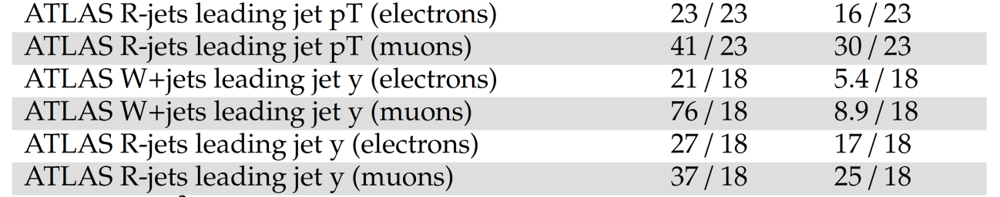 ATLAS R-jets leading jet pT (electrons) 23 / 23 16 / 23
ATLAS R-jets leading jet pT (muons) 41 / 23 30 / 23
ATLAS W+jets leading jet y (electrons) 21 / 18 5.4 / 18
ATLAS W+jets leading jet y (muons) 76 / 18 8.9 / 18
ATLAS R-jets leading jet y (electrons) 27 / 18 17 / 18
ATLAS R-jets leading jet y (muons) 37 / 18 25 / 18